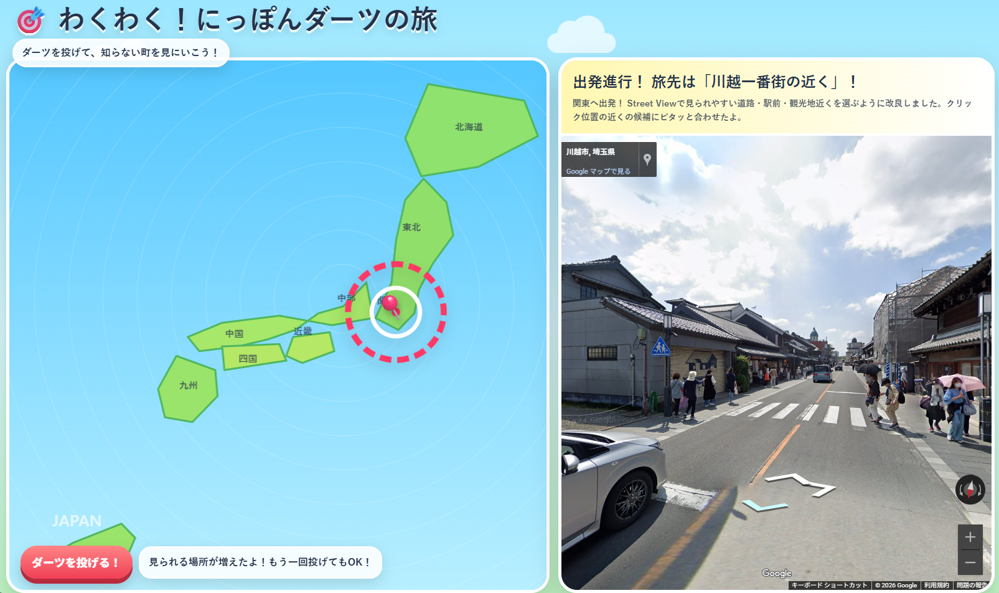 わくわく！にっぽんダーツの旅
ダーツを投げて、知らない町を見にいこう！
北海道
東北
中部
関
中国
近畿
四国
九州
JAPAN
ダーツを投げる！
見られる場所が増えたよ！もう一回投げてもOK！
出発進行！ 旅先は「川越一番街の近く」！
関東へ出発！ Street Viewで見られやすい道路・駅前・観光地近くを選ぶように改良しました。クリッ
ク位置の近くの候補にピタッと合わせたよ。
川越市, 埼玉県
Google マップで見る
Google
キーボード ショートカット
© 2026 Google
利用規約
問題の報告